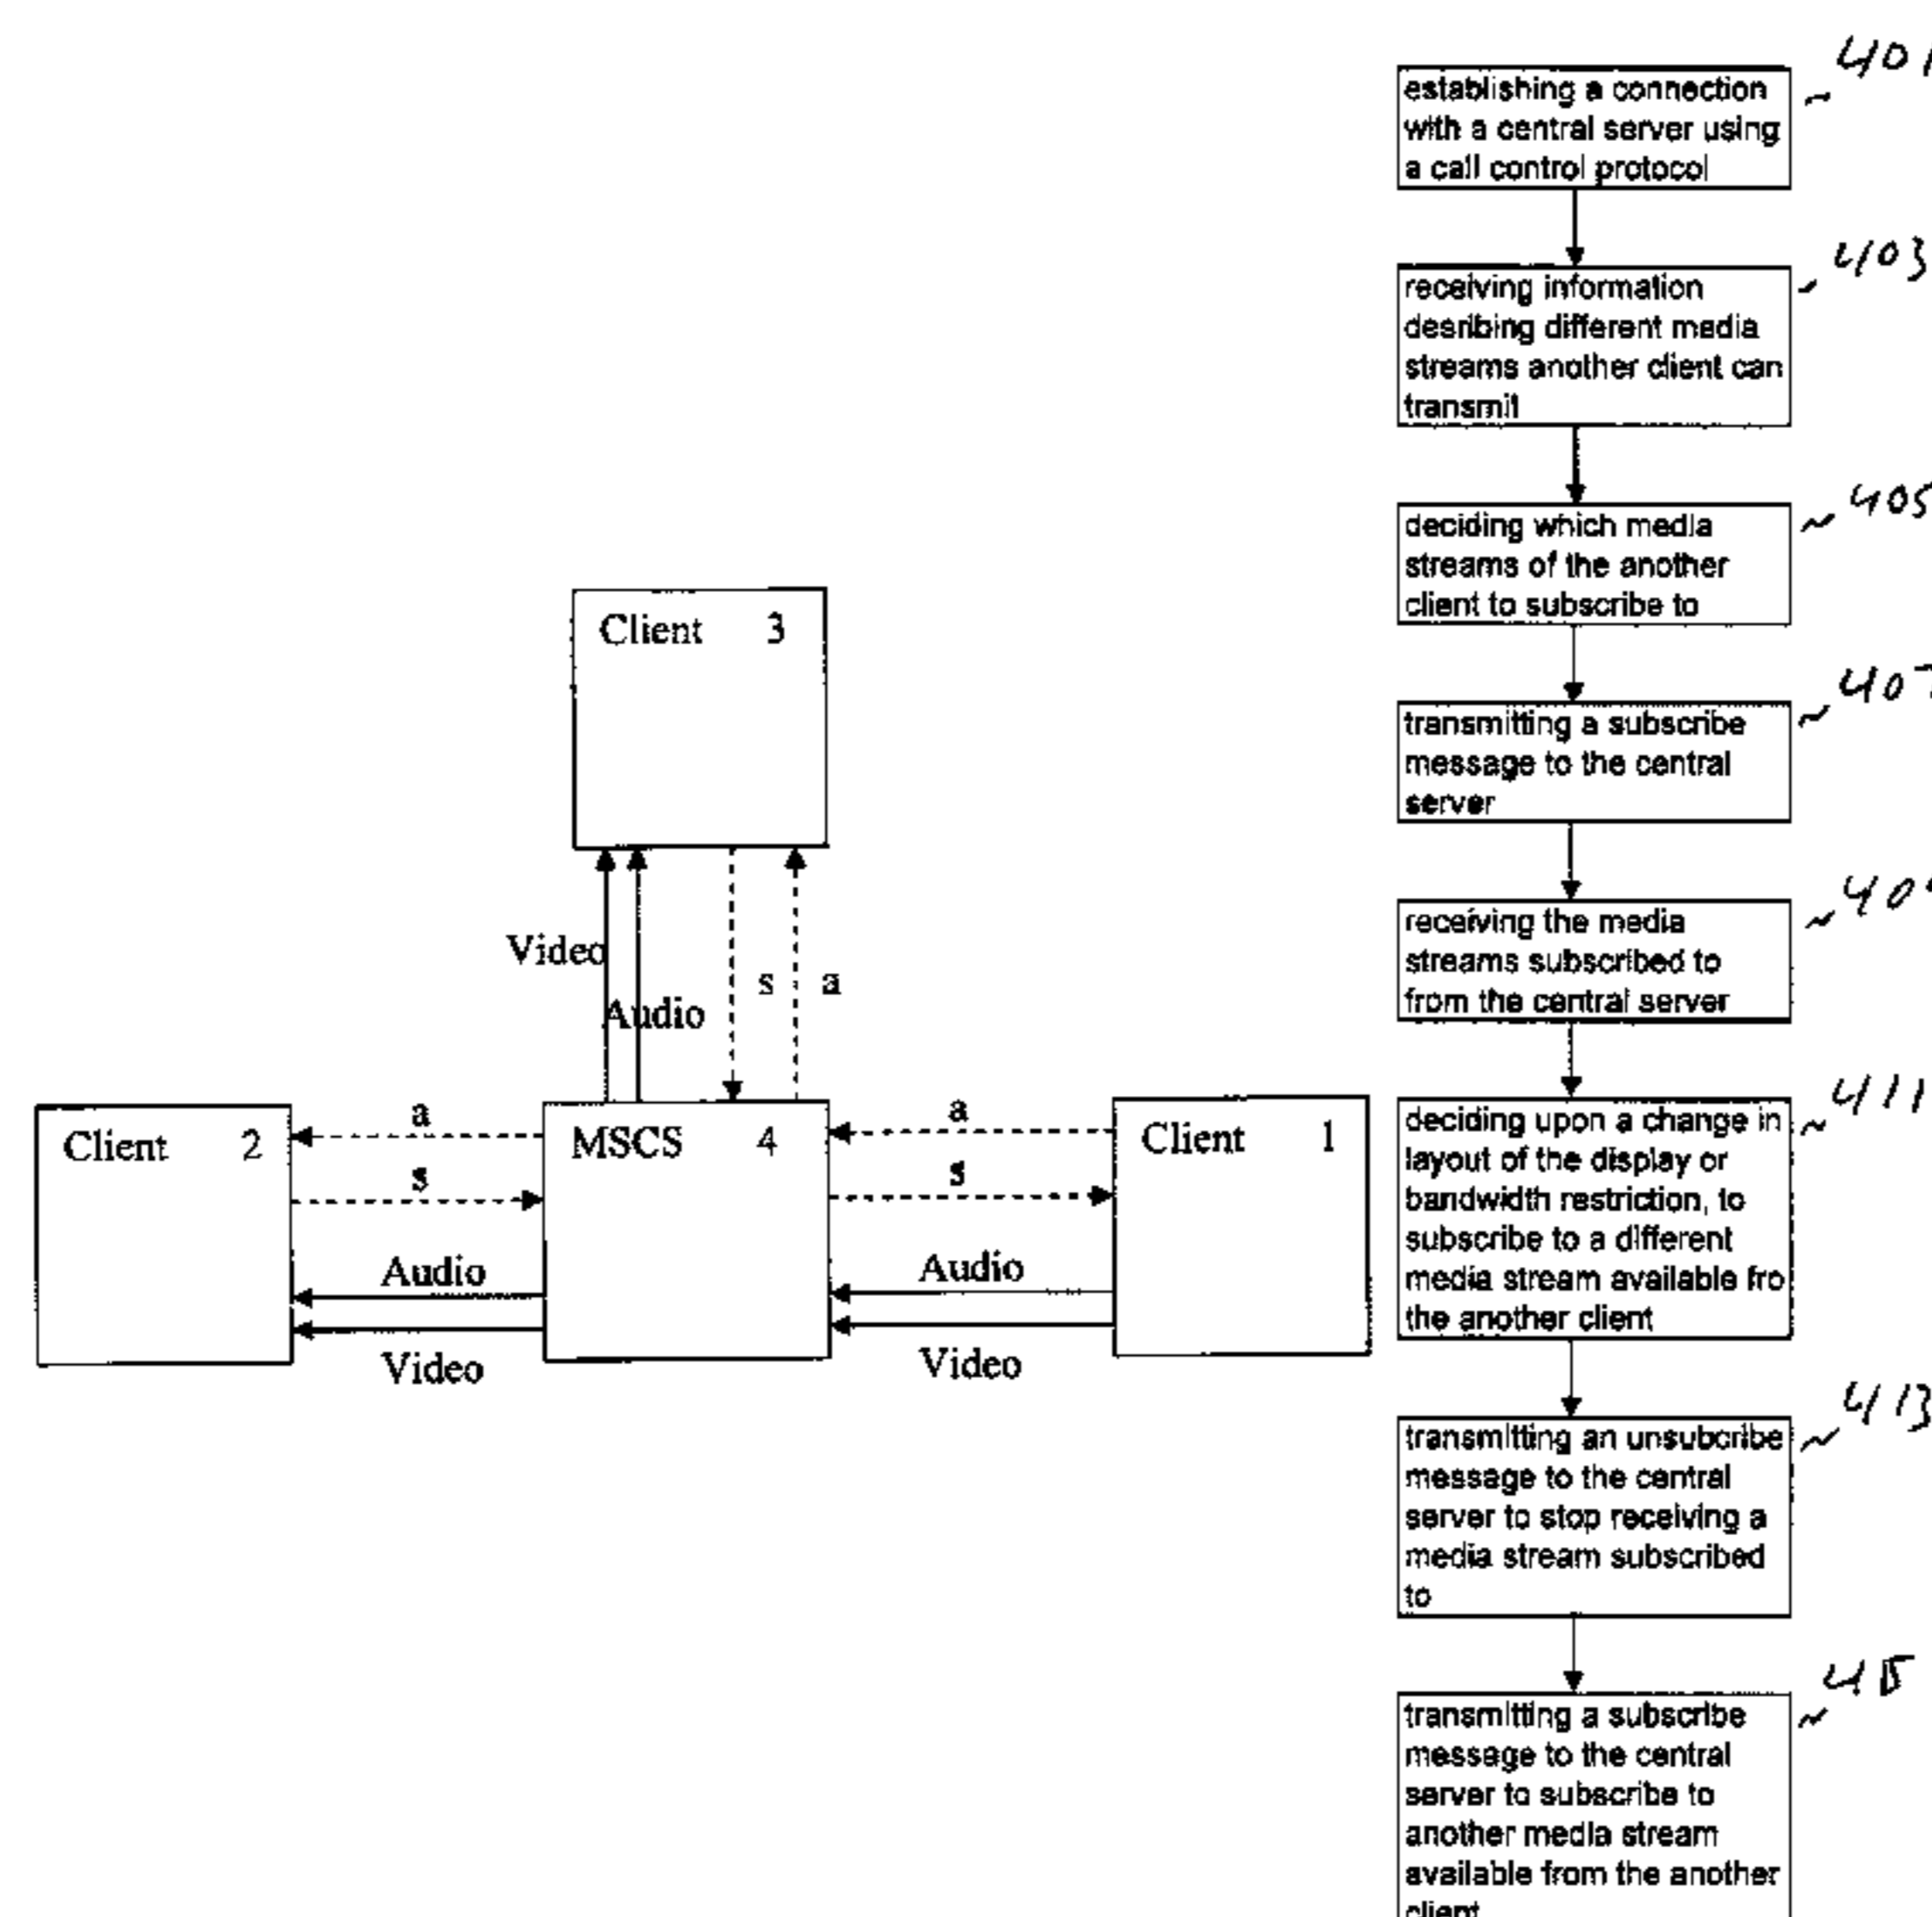 Client 3
Video
Audio
s
a
Client 2
a
s
MSCS 4
a
s
Client 1
Audio
Video
Audio
Video
401
establishing a connection
with a central server using
a call control protocol
403
receiving information
desribing different media
streams another client can
transmit
405
deciding which media
streams of the another
client to subscribe to
transmitting a subscribe
message to the central
server
receiving the media
streams subscribed to
from the central server
411
deciding upon a change in
layout of the display or
bandwidth restriction, to
subscribe to a different
media stream available fro
the another client
413
transmitting an unsubcribe
message to the central
server to stop receiving a
media stream subscribed
to
415
transmitting a subscribe
message to the central
server to subscribe to
another media stream
available from the another
client